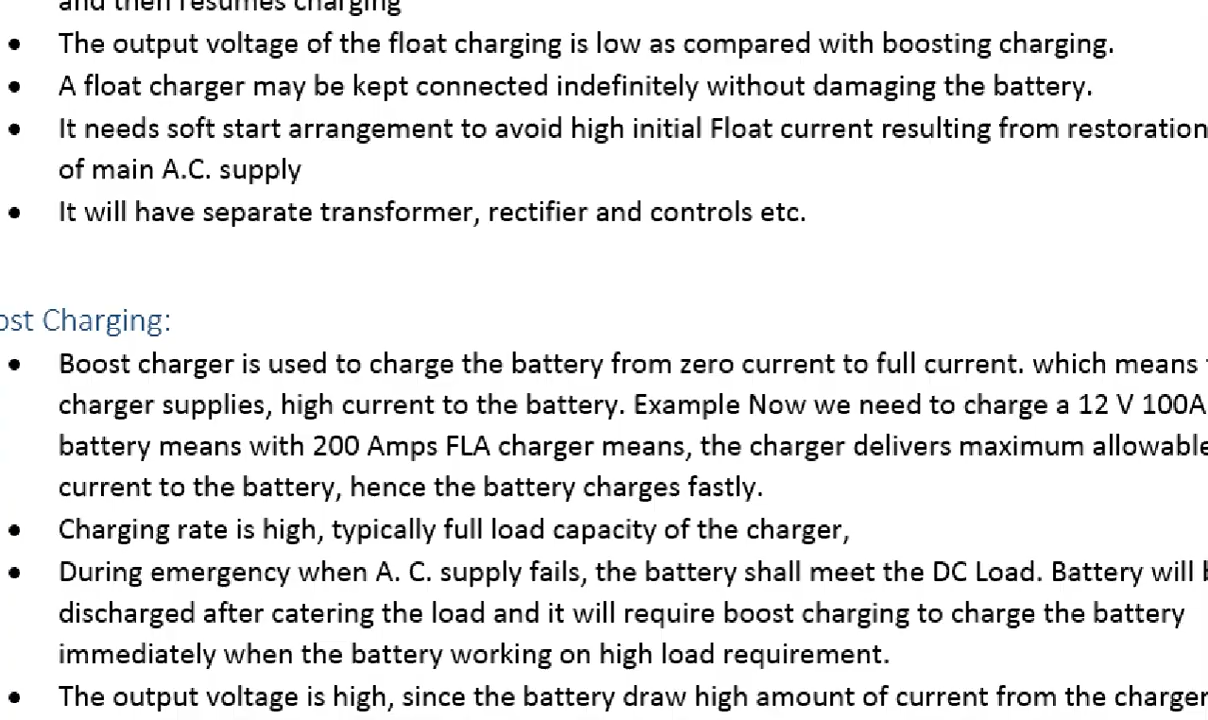 and then resumes charging
• The output voltage of the float charging is low as compared with boosting charging.
• A float charger may be kept connected indefinitely without damaging the battery.
• It needs soft start arrangement to avoid high initial Float current resulting from restoration
of main A.C. supply
• It will have separate transformer, rectifier and controls etc.
ost Charging:
• Boost charger is used to charge the battery from zero current to full current. which means
charger supplies, high current to the battery. Example Now we need to charge a 12 V 100A
battery means with 200 Amps FLA charger means, the charger delivers maximum allowable
current to the battery, hence the battery charges fastly.
• Charging rate is high, typically full load capacity of the charger,
• During emergency when A. C. supply fails, the battery shall meet the DC Load. Battery will
discharged after catering the load and it will require boost charging to charge the battery
immediately when the battery working on high load requirement.
• The output voltage is high, since the battery draw high amount of current from the charger